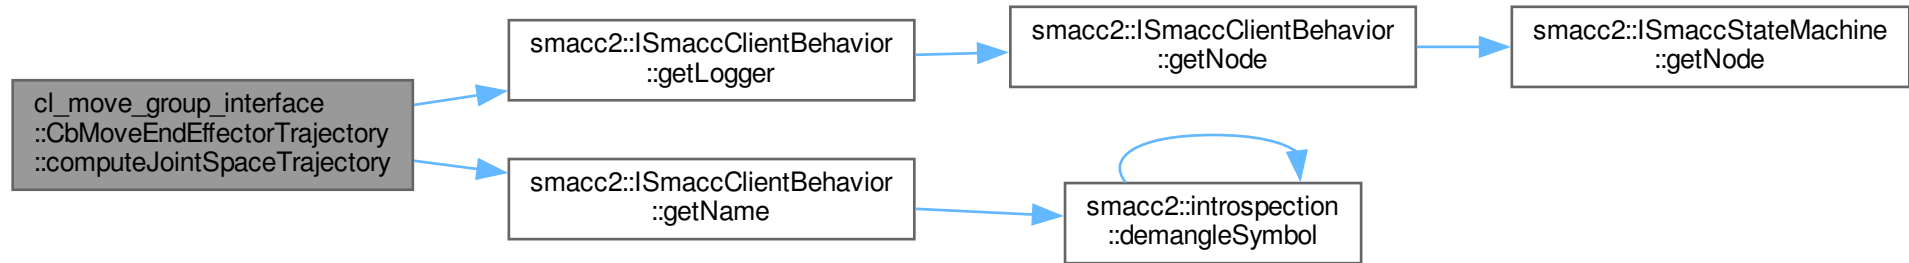 cl_move_group_interface
::CbMoveEndEffectorTrajectory
::computeJointSpaceTrajectory
smacc2::ISmaccClientBehavior
::getLogger
smacc2::ISmaccClientBehavior
::getNode
smacc2::ISmaccStateMachine
::getNode
smacc2::ISmaccClientBehavior
::getName
smacc2::introspection
::demangleSymbol